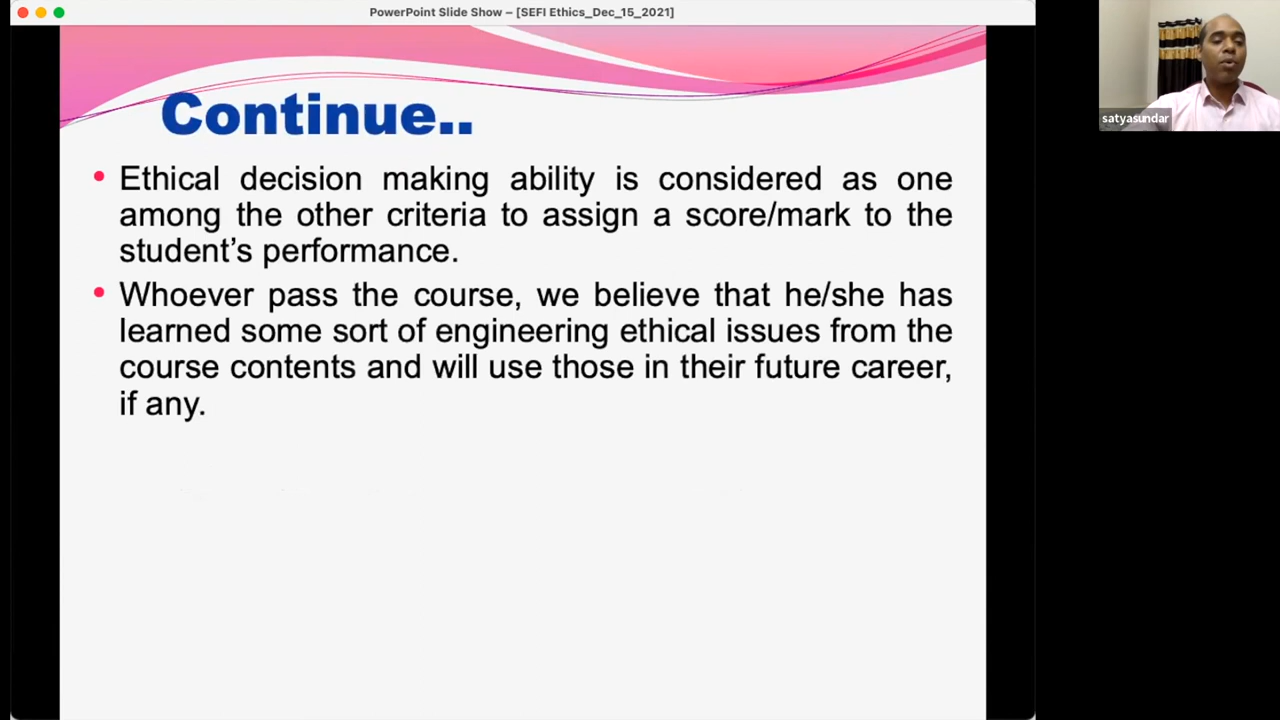 PowerPoint Slide Show – [SEFI Ethics_Dec_15_2021]
satyasundar
Continue..
• Ethical decision making ability is considered as one
among the other criteria to assign a score/mark to the
student’s performance.
• Whoever pass the course, we believe that he/she has
learned some sort of engineering ethical issues from the
course contents and will use those in their future career,
if any.